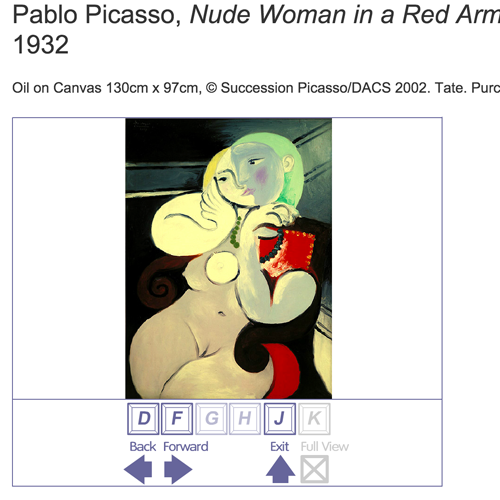 Pablo Picasso, Nude Woman in a Red Arm
1932
Oil on Canvas 130cm x 97cm, © Succession Picasso/DACS 2002. Tate. Purc
D F G H J K
Back Forward Exit Full View